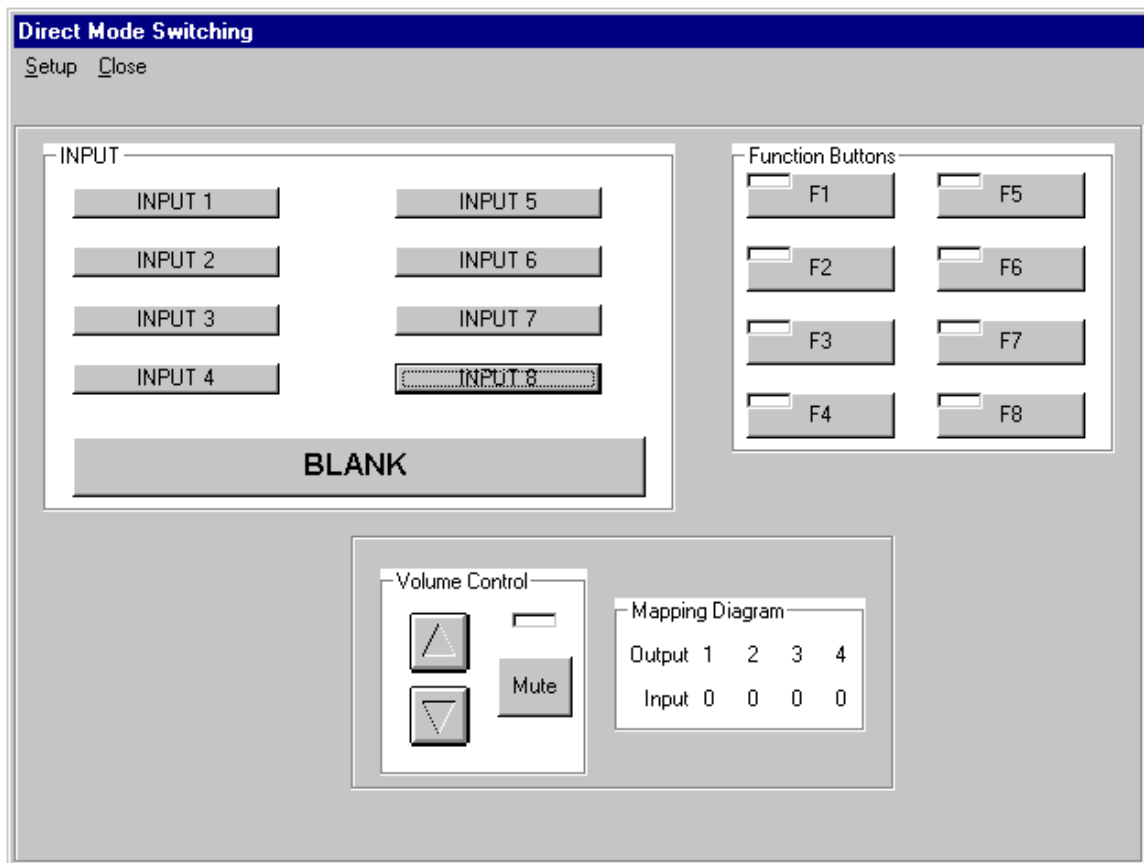 Direct Mode Switching
Setup Close
INPUT
INPUT 1 INPUT 5
INPUT 2 INPUT 6
INPUT 3 INPUT 7
INPUT 4 INPUT 8
BLANK
Function Buttons
F1 F5
F2 F6
F3 F7
F4 F8
Volume Control
Mute
Mapping Diagram
Output 1 2 3 4
Input 0 0 0 0